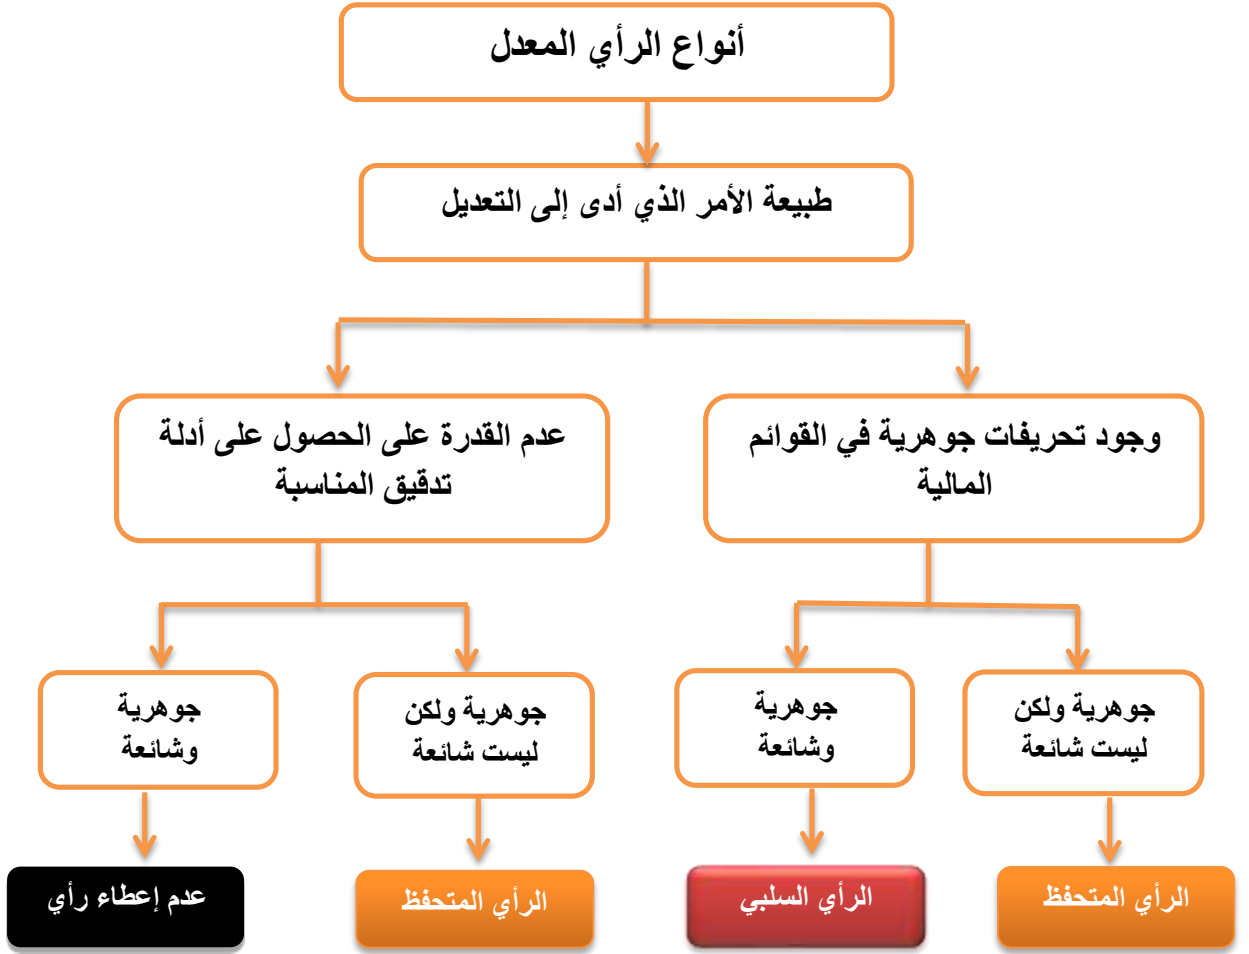 أنواع الرأي المعدل
طبيعة الأمر الذي أدى إلى التعديل
وجود تحريفات جوهرية في القوائم
المالية
عدم القدرة على الحصول على أدلة
تدقيق المناسبة
جوهرية ولكن
ليست شائعة
جوهرية
وشائعة
جوهرية ولكن
ليست شائعة
جوهرية
وشائعة
الرأي المتحفظ
الرأي السلبي
الرأي المتحفظ
عدم إعطاء رأي